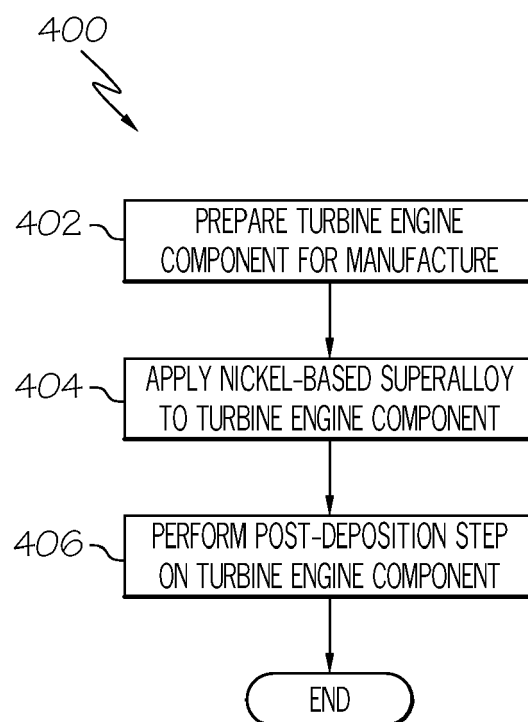 400
402
PREPARE TURBINE ENGINE
COMPONENT FOR MANUFACTURE
404
APPLY NICKEL-BASED SUPERALLOY
TO TURBINE ENGINE COMPONENT
406
PERFORM POST-DEPOSITION STEP
ON TURBINE ENGINE COMPONENT
END